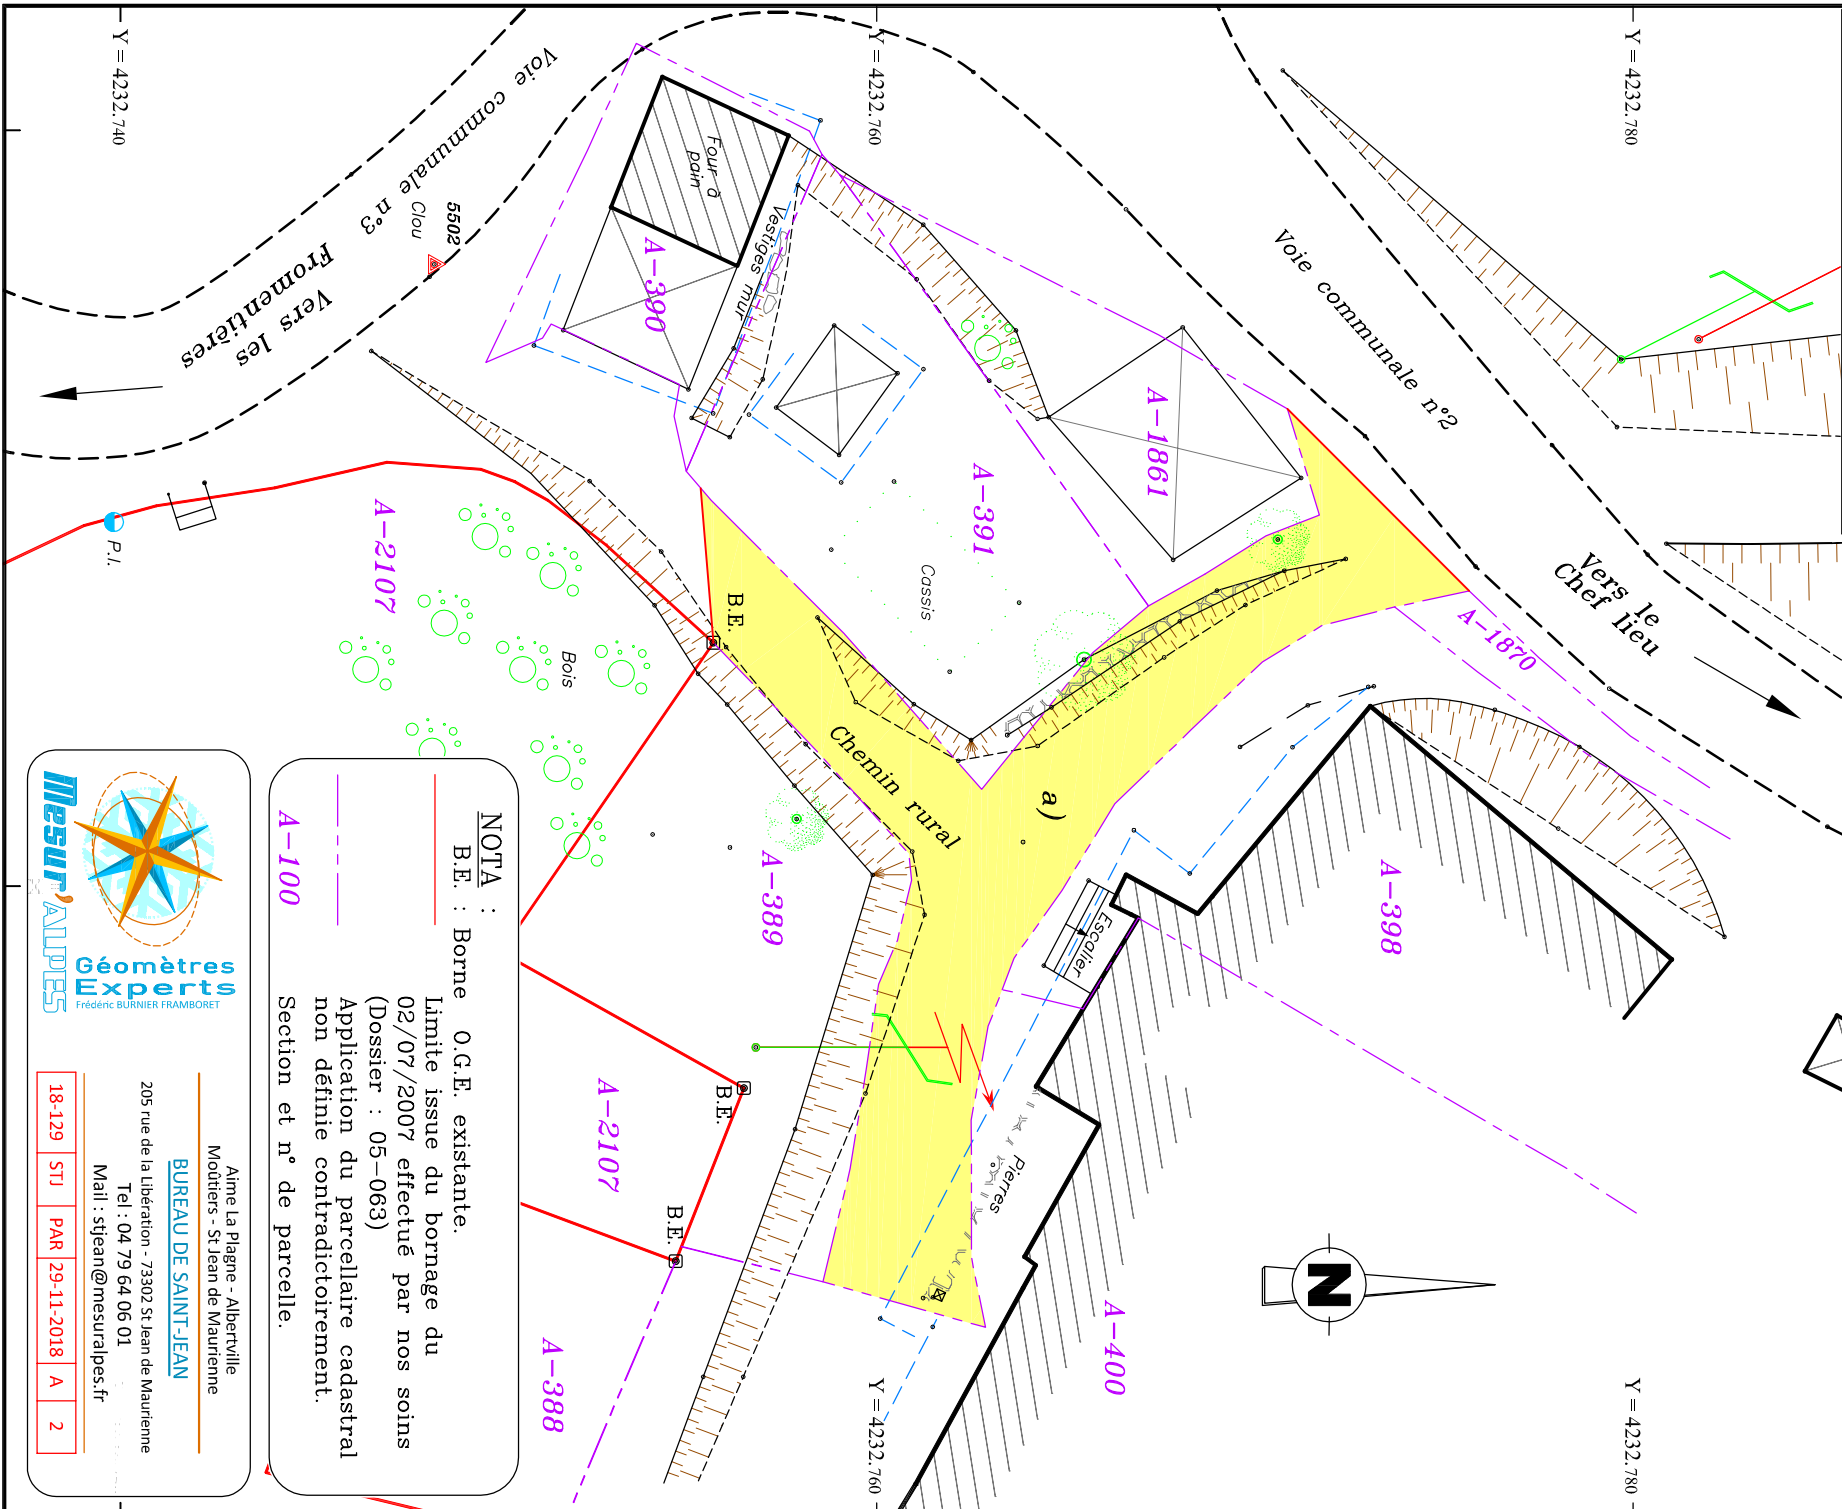 Y = 4232.740
Y = 4232.760
Y = 4232.780
Voie communale n°3
5502
Clou
Vers les
Fromentières
Four à
pain
Vestiges mur
A-390
Voie communale n°2
A-1861
A-391
Cassis
Vers le
Chef lieu
A-1870
P.I.
A-2107
Bois
B.E.
Chemin rural
a)
A-389
Escalier
A-398
B.E.
A-2107
B.E.
Pierres
A-388
A-400
N
Y = 4232.760
Y = 4232.780
NOTA :
B.E. : Borne O.G.E. existante.
Limite issue du bornage du
02/07/2007 effectué par nos soins
(Dossier : 05-063)
Application du parcellaire cadastral
non définie contradictoirement.
A-100 Section et n° de parcelle.
Mesur'ALPES
Géomètres
Experts
Frédéric BURNIER FRAMBORET
Aime La Plagne - Albertville
Moûtiers - St Jean de Maurienne
BUREAU DE SAINT-JEAN
205 rue de la Libération - 73302 St Jean de Maurienne
Tel : 04 79 64 06 01
Mail : stjean@mesuralpes.fr
18-129 STJ PAR 29-11-2018 A 2